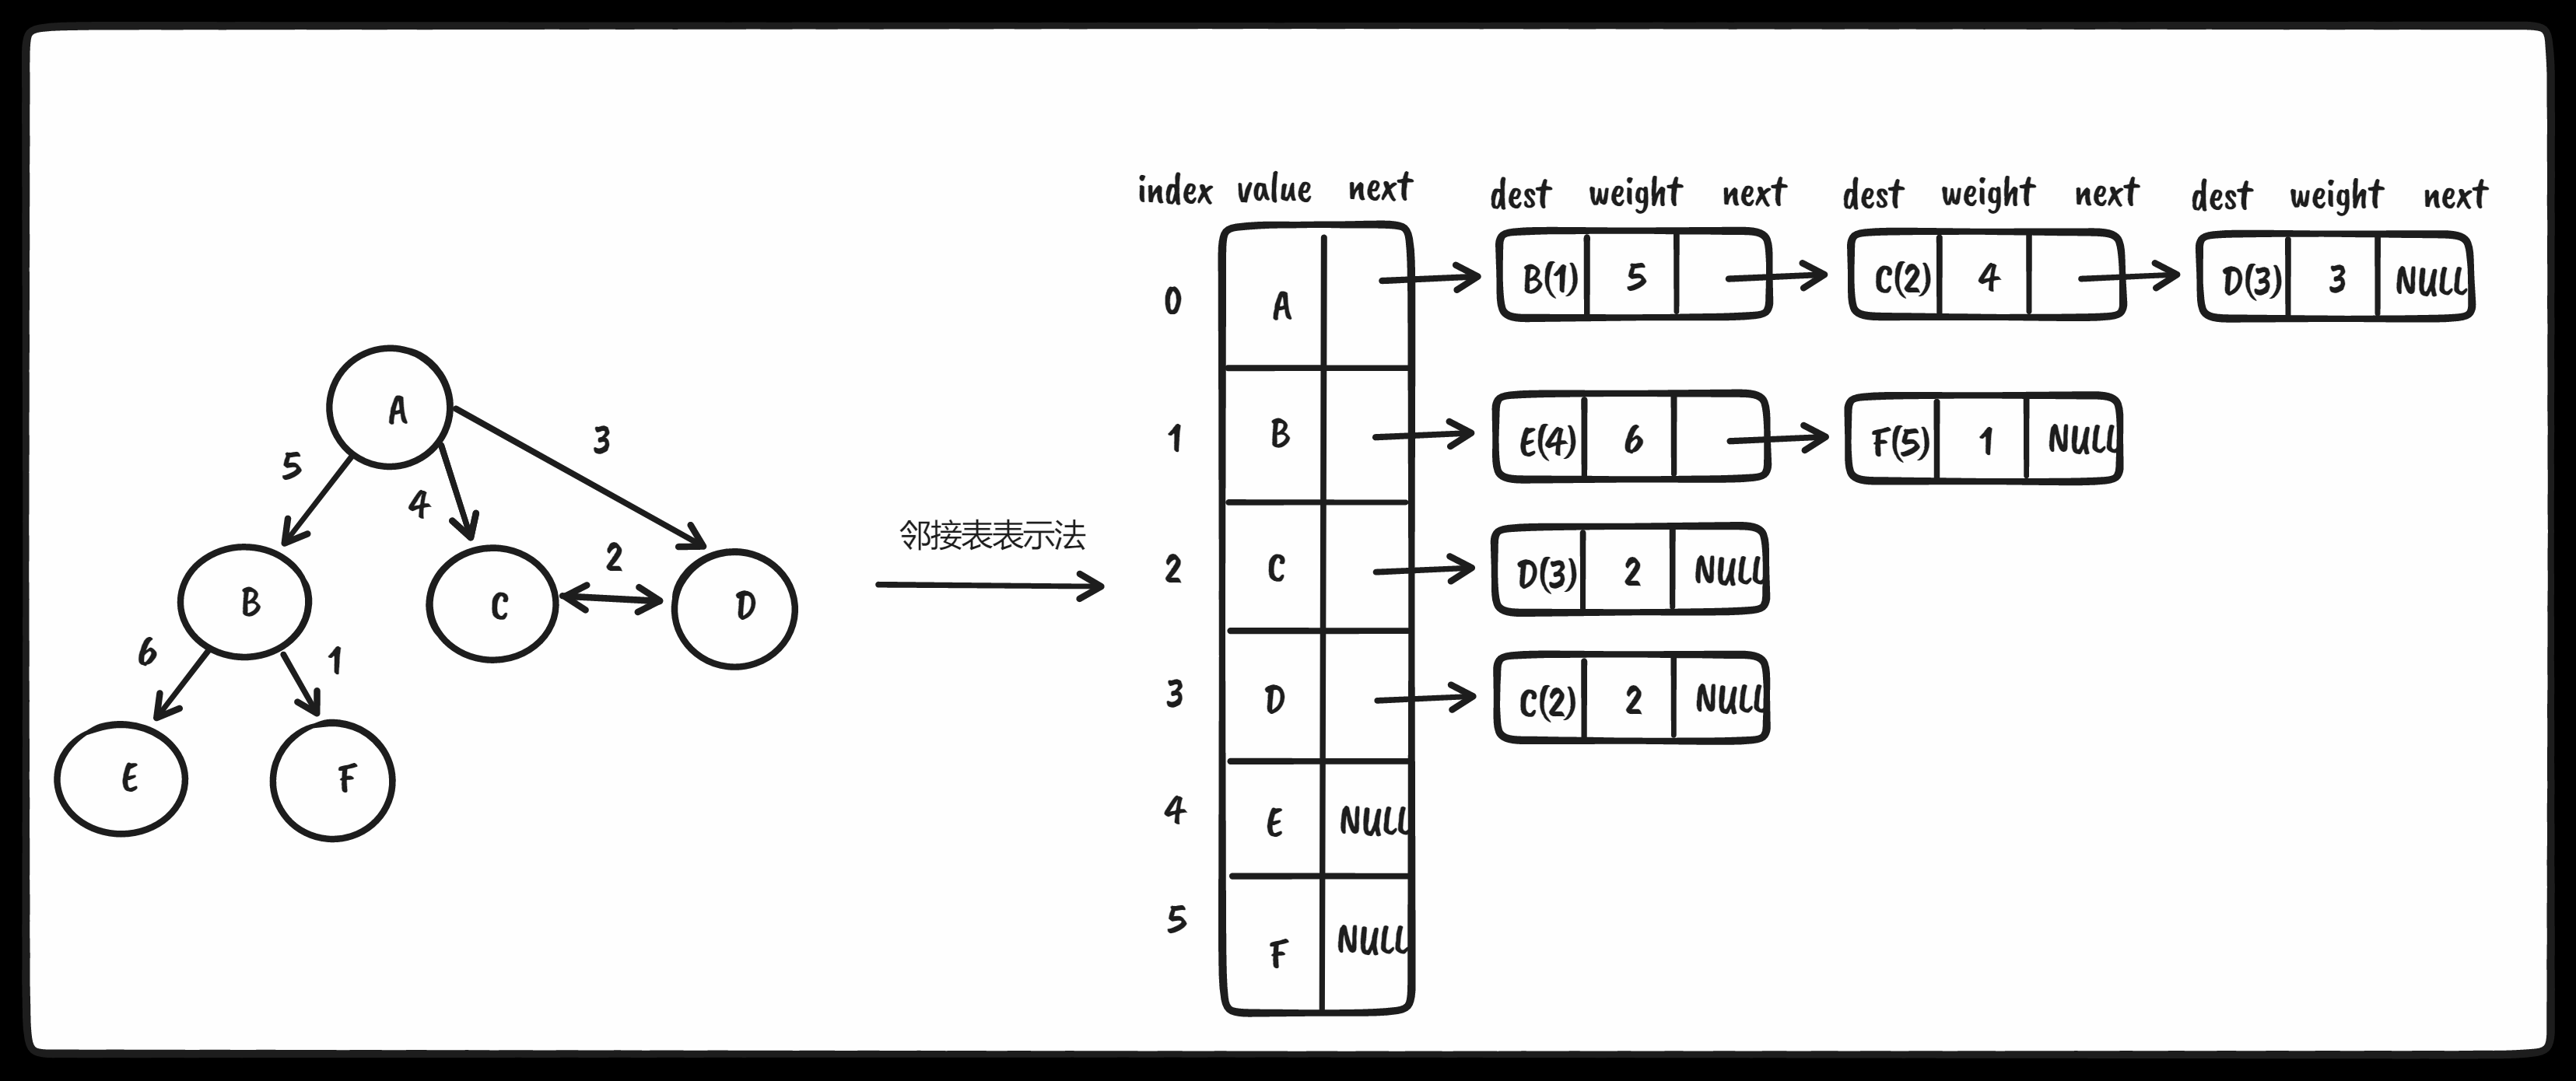 A
5
4
3
B
C
2
D
6
1
E
F
邻接表表示法
index value next
dest weight next
dest weight next
dest weight next
0 A
B(1) 5
C(2) 4
D(3) 3 NULL
1 B
E(4) 6
F(5) 1 NULL
2 C
D(3) 2 NULL
3 D
C(2) 2 NULL
4 E NULL
5 F NULL